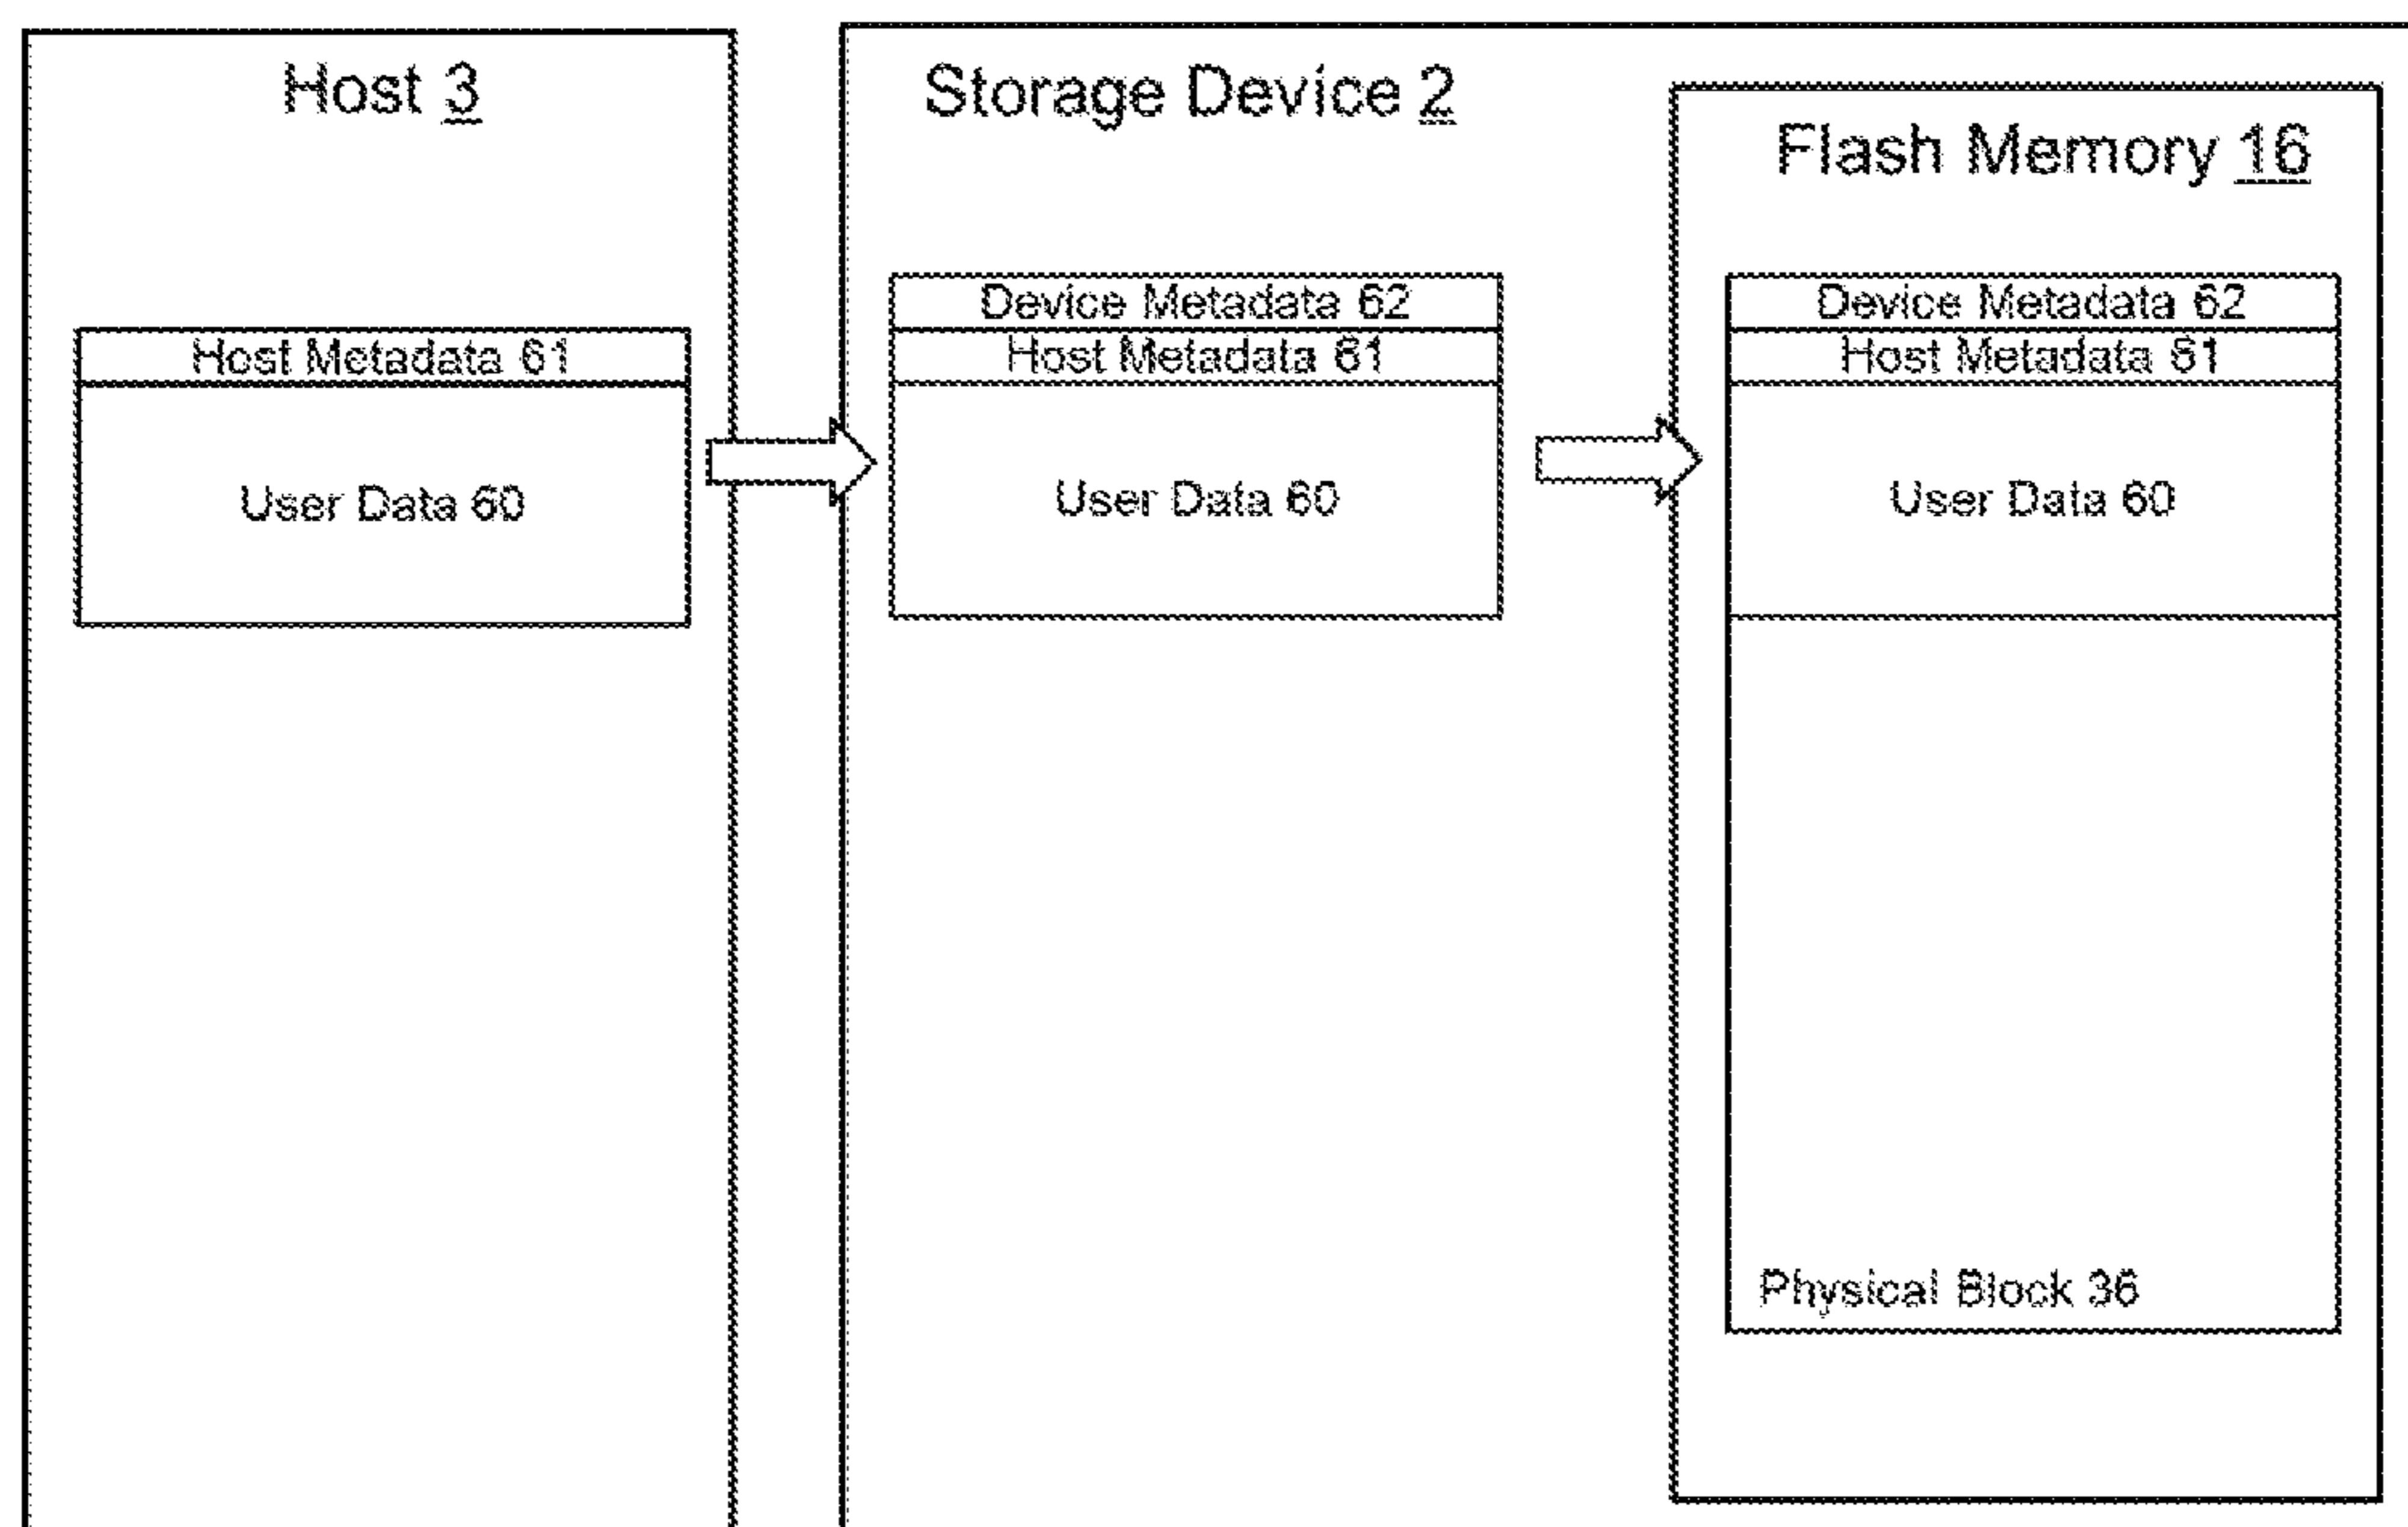 Host 3
Host Metadata 61
User Data 60
Storage Device 2
Device Metadata 62
Host Metadata 61
User Data 60
Flash Memory 16
Device Metadata 62
Host Metadata 61
User Data 60
Physical Block 36